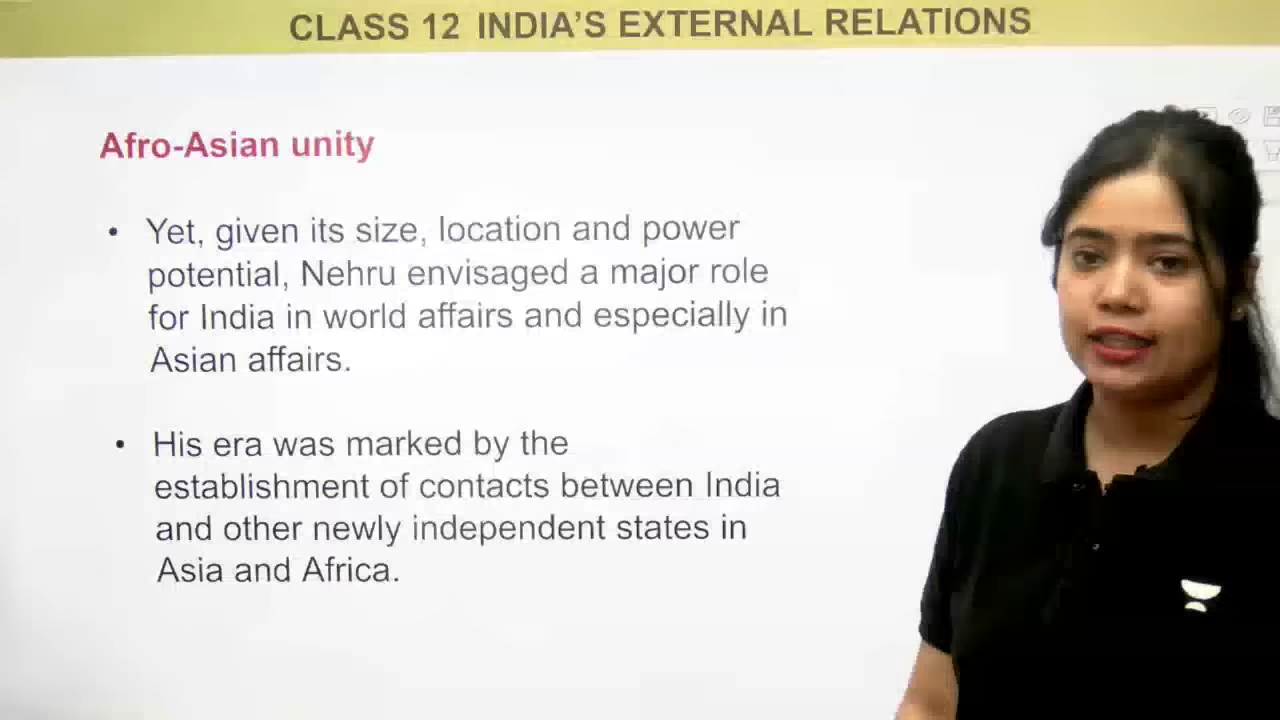 CLASS 12 INDIA'S EXTERNAL RELATIONS
Afro-Asian unity
• Yet, given its size, location and power
potential, Nehru envisaged a major role
for India in world affairs and especially in
Asian affairs.
• His era was marked by the
establishment of contacts between India
and other newly independent states in
Asia and Africa.